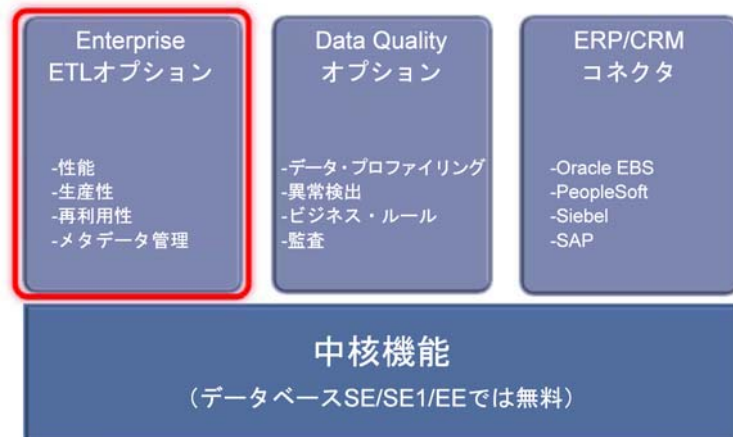 Enterprise
ETLオプション
-性能
-生産性
-再利用性
-メタデータ管理
Data Quality
オプション
-データ・プロファイリング
-異常検出
-ビジネス・ルール
-監査
ERP/CRM
コネクタ
-Oracle EBS
-PeopleSoft
-Siebel
-SAP
中核機能
（データベースSE/SE1/EEでは無料）